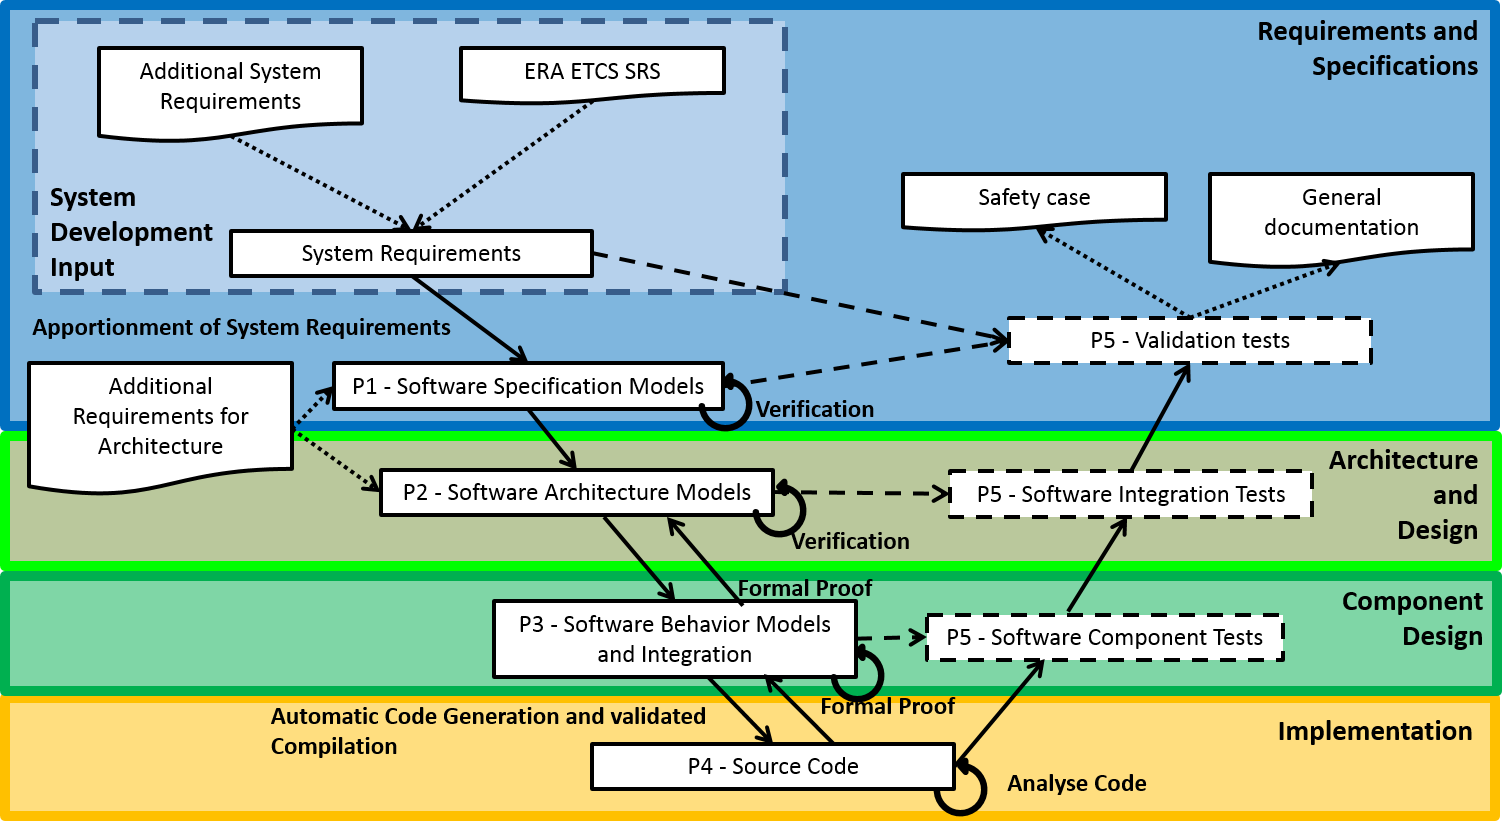 Requirements and
Specifications
Additional System
Requirements
ERA ETCS SRS
System
Development
Input
System Requirements
Safety case
General
documentation
Apportionment of System Requirements
P5 - Validation tests
Additional
Requirements for
Architecture
P1 - Software Specification Models
Verification
Architecture
and
Design
P2 - Software Architecture Models
P5 - Software Integration Tests
Verification
Formal Proof
Component
Design
P3 - Software Behavior Models
and Integration
P5 - Software Component Tests
Formal Proof
Automatic Code Generation and validated
Compilation
Implementation
P4 - Source Code
Analyse Code